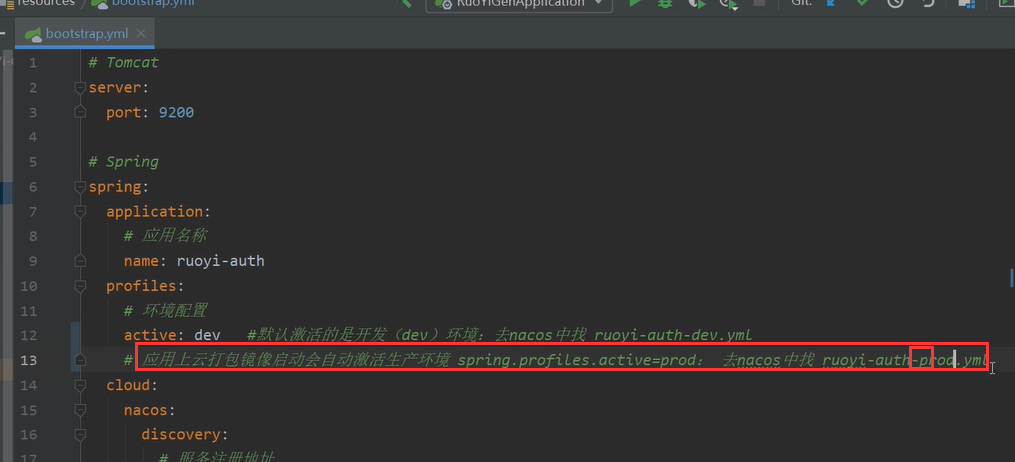 resources bootstrap.yml RuoYiGenApplication Git:
bootstrap.yml
1 # Tomcat
2 server:
3 port: 9200
4
5 # Spring
6 spring:
7 application:
8 # 应用名称
9 name: ruoyi-auth
10 profiles:
11 # 环境配置
12 active: dev #默认激活的是开发（dev）环境；去nacos中找 ruoyi-auth-dev.yml
13 # 应用上云打包镜像启动会自动激活生产环境 spring.profiles.active=prod； 去nacos中找 ruoyi-auth-prod.yml
14 cloud:
15 nacos:
16 discovery:
17 # 服务注册地址